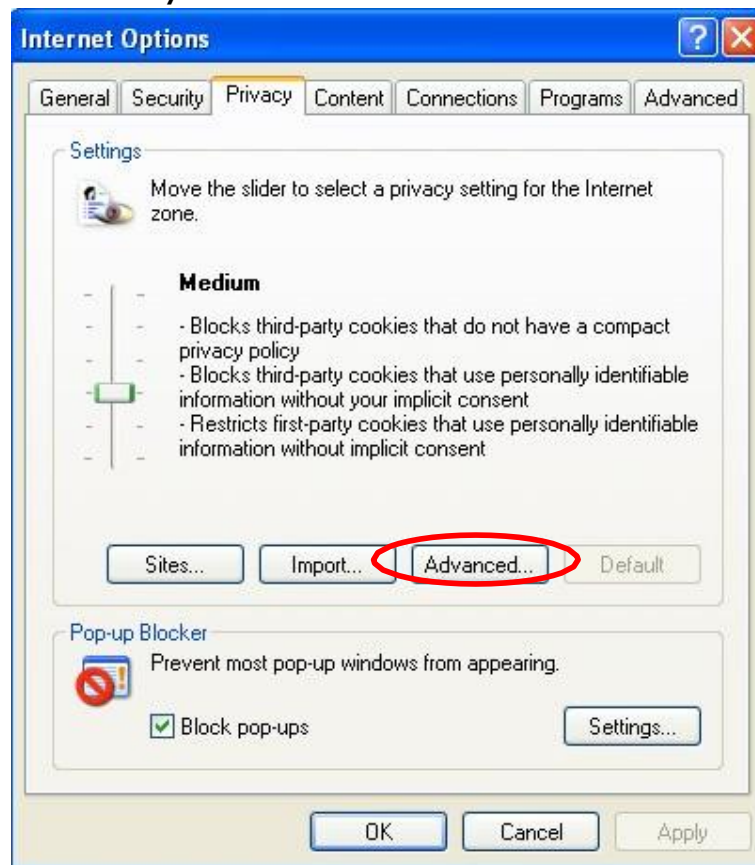 Internet Options
General Security Privacy Content Connections Programs Advanced
Settings
Move the slider to select a privacy setting for the Internet
zone.
Medium
- Blocks third-party cookies that do not have a compact
privacy policy
- Blocks third-party cookies that use personally identifiable
information without your implicit consent
- Restricts first-party cookies that use personally identifiable
information without implicit consent
Sites... Import... Advanced... Default
Pop-up Blocker
Prevent most pop-up windows from appearing.
Block pop-ups Settings...
OK Cancel Apply